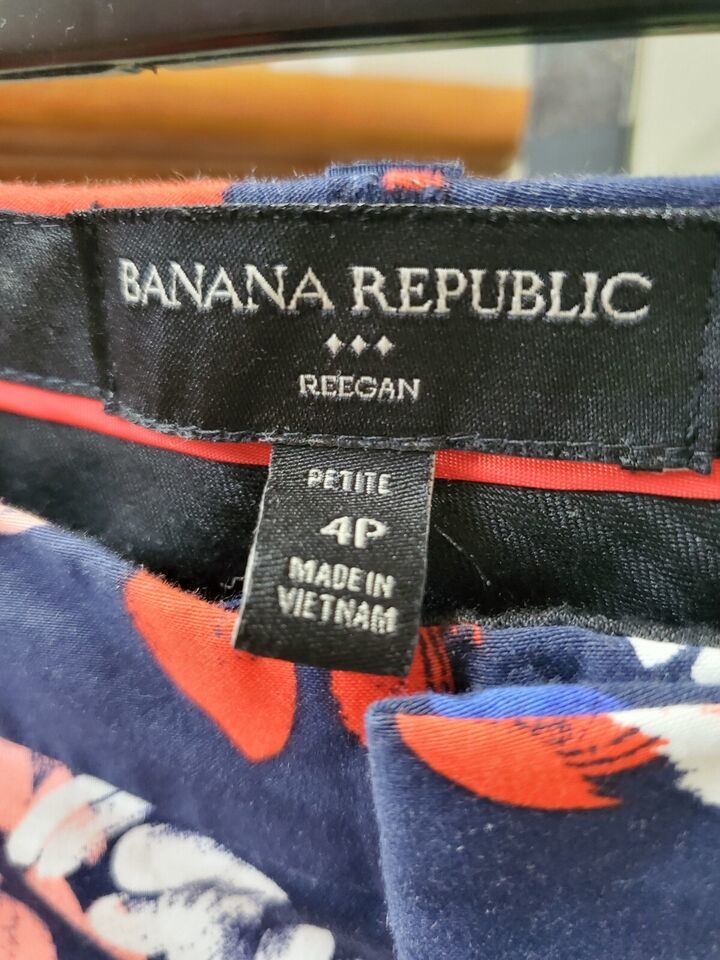 BANANA REPUBLIC
REEGAN
PETITE
4P
MADE IN
VIETNAM